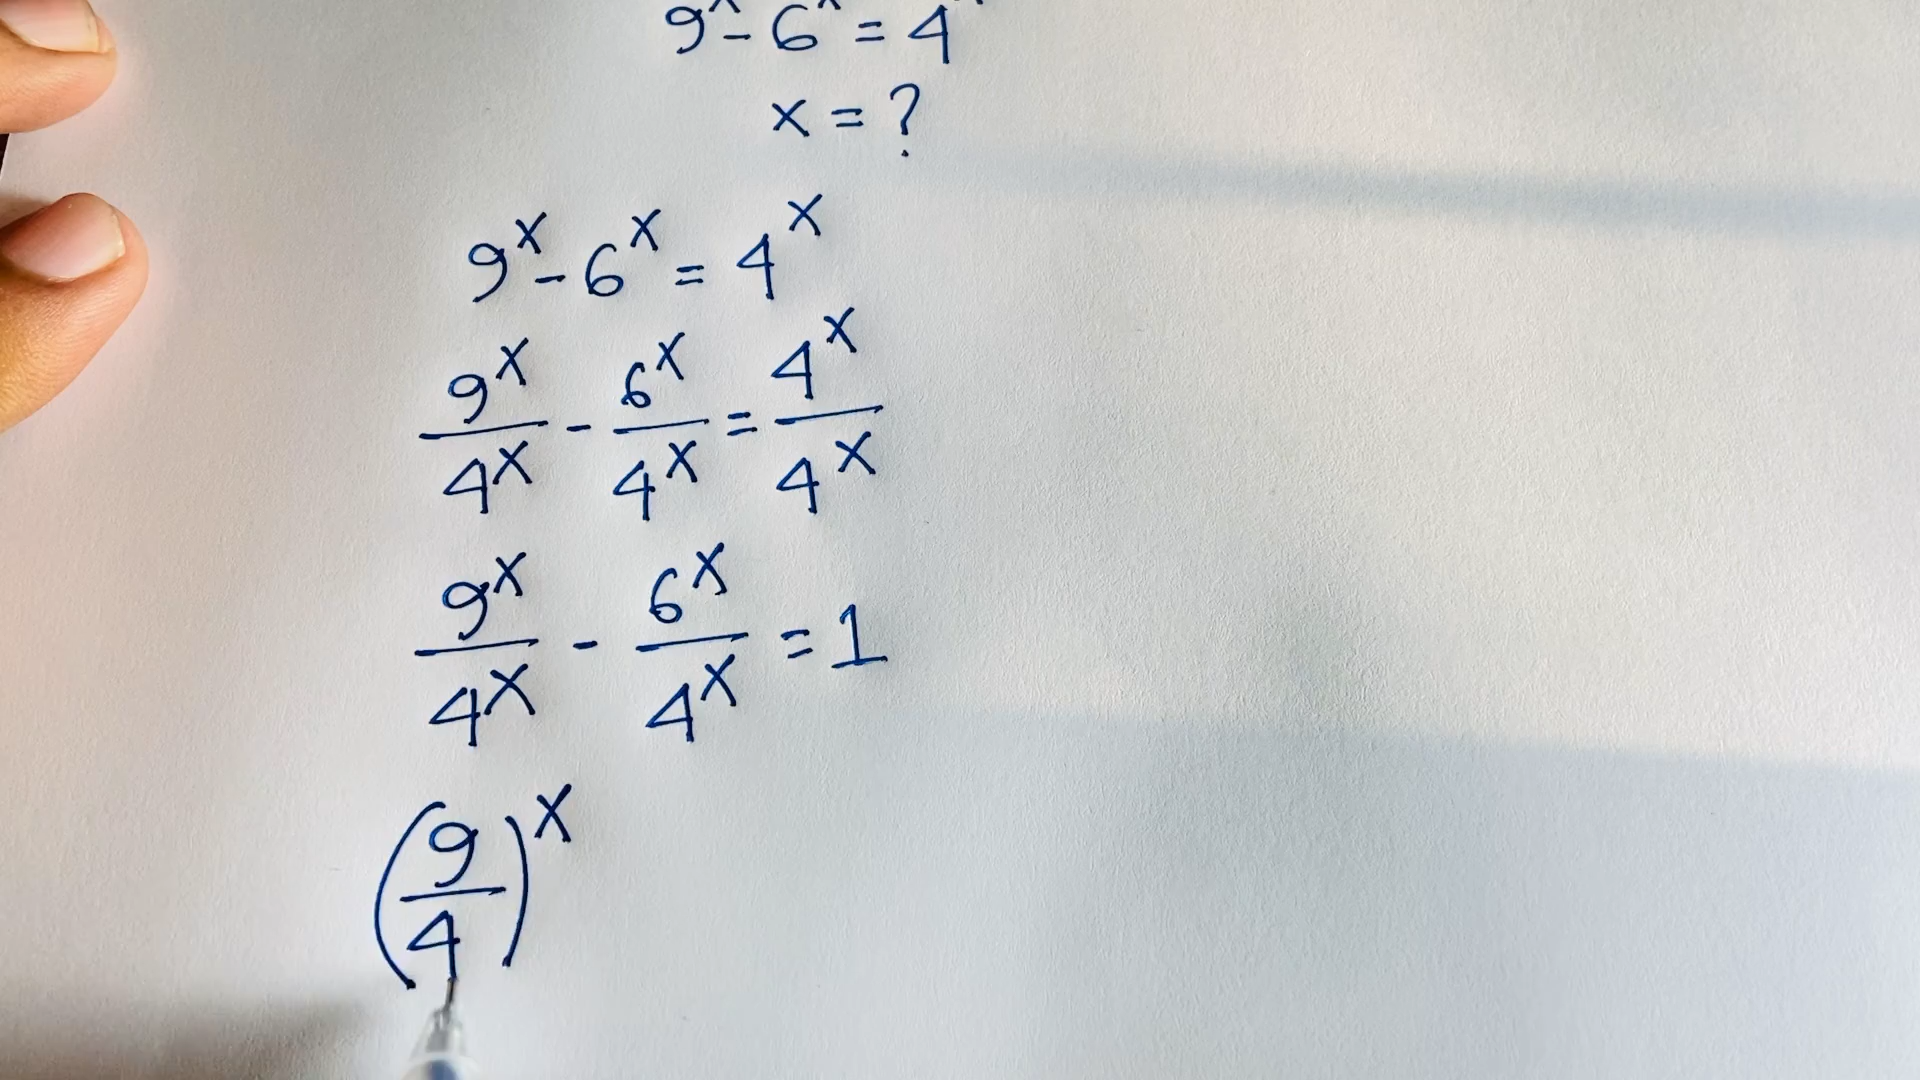 9^x - 6^x = 4^x
x = ?
9^x - 6^x = 4^x
9^x/4^x - 6^x/4^x = 4^x/4^x
9^x/4^x - 6^x/4^x = 1
(9/4)^x